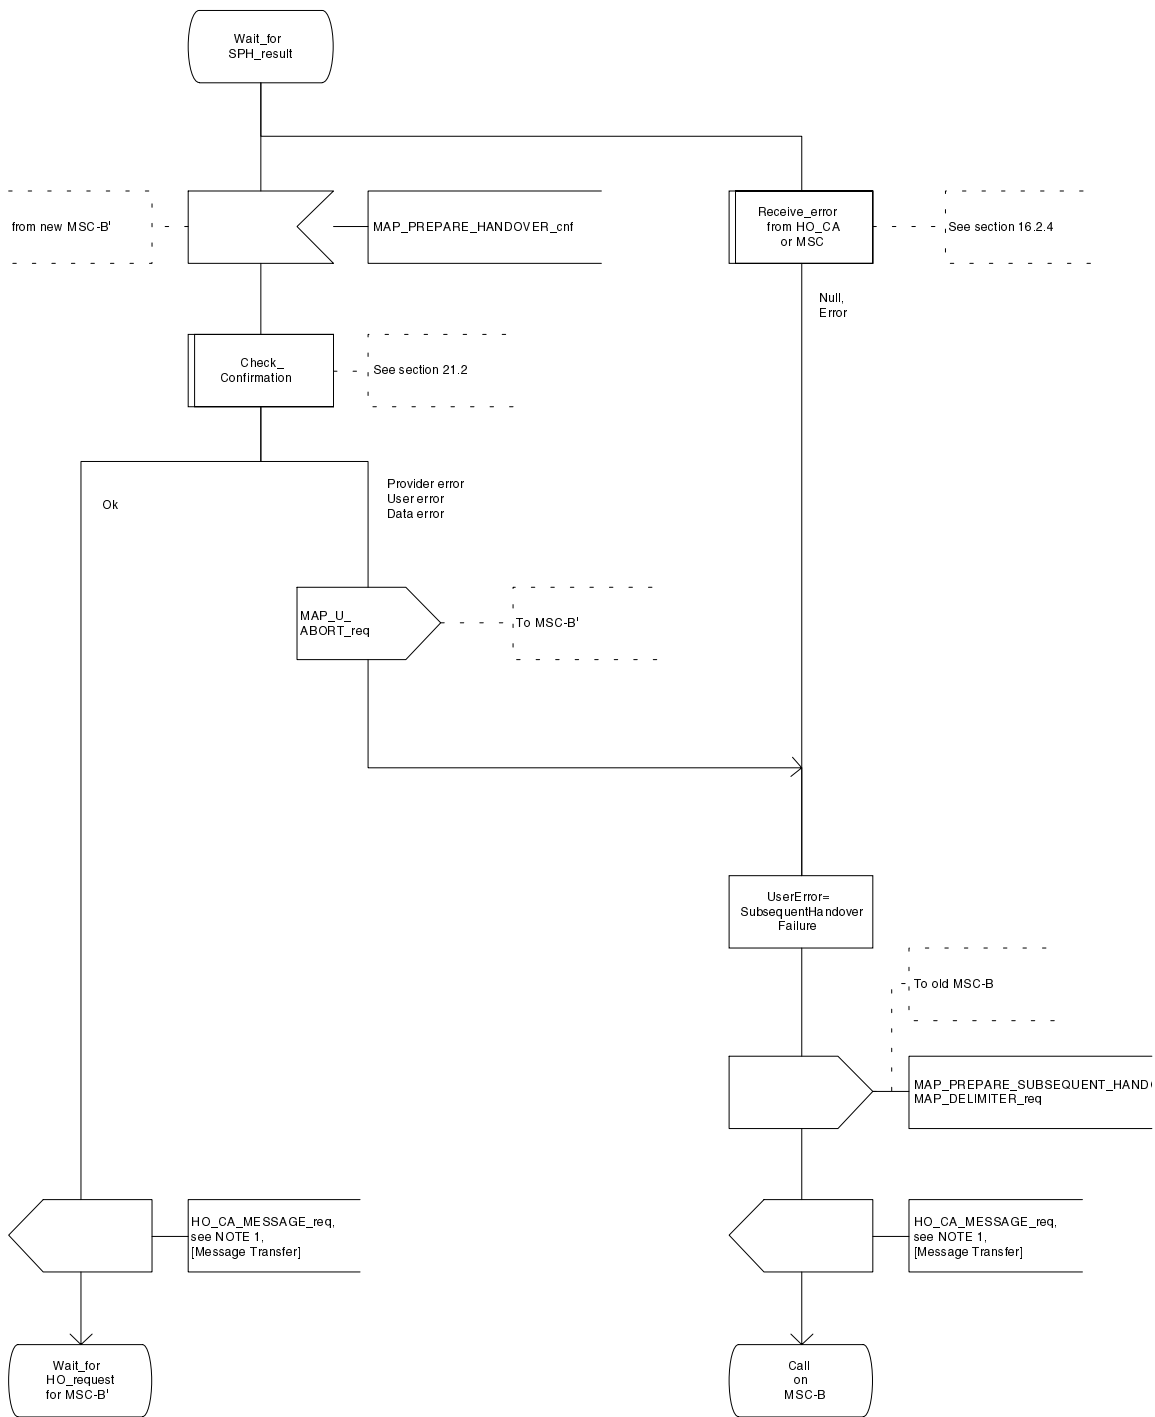 Wait_for
SPH_result
from new MSC-B'
MAP_PREPARE_HANDOVER_cnf
Receive_error
from HO_CA
or MSC
See section 16.2.4
Null,
Error
Check_
Confirmation
See section 21.2
Ok
Provider error
User error
Data error
MAP_U_
ABORT_req
To MSC-B'
UserError=
SubsequentHandover
Failure
To old MSC-B
MAP_PREPARE_SUBSEQUENT_HAND
MAP_DELIMITER_req
HO_CA_MESSAGE_req,
see NOTE 1,
[Message Transfer]
HO_CA_MESSAGE_req,
see NOTE 1,
[Message Transfer]
Wait_for
HO_request
for MSC-B'
Call
on
MSC-B